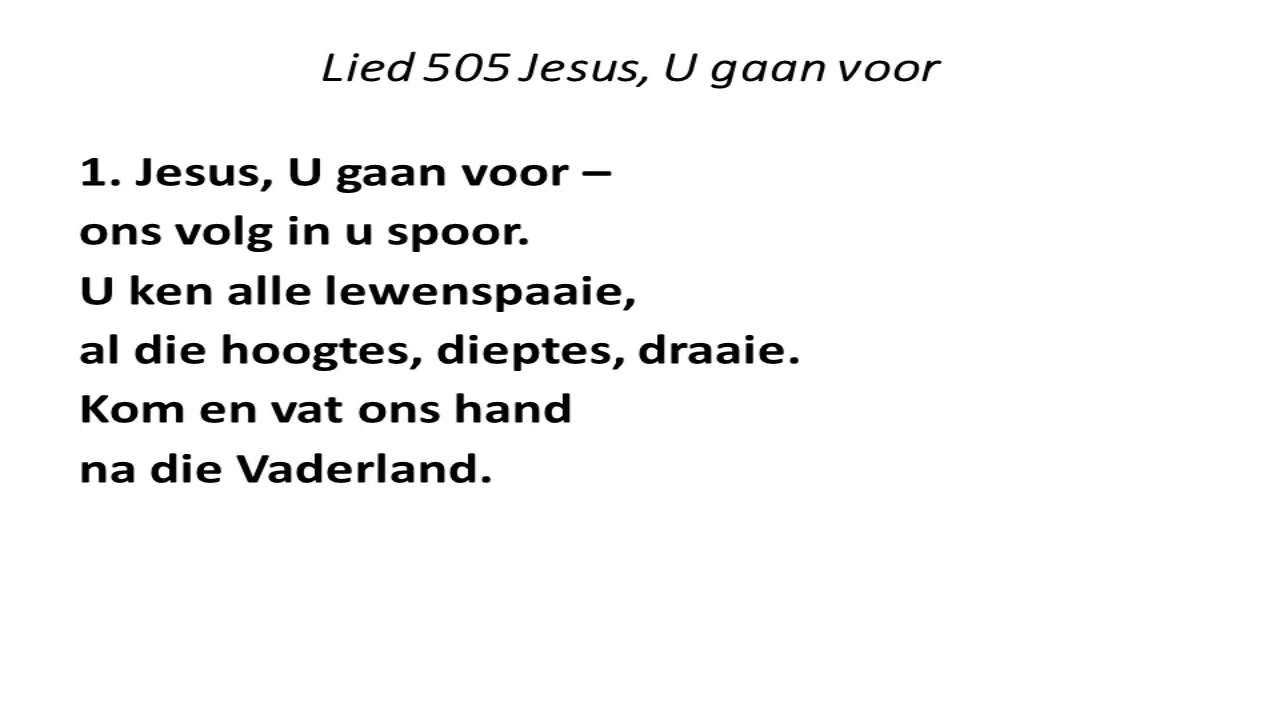 Lied 505 Jesus, U gaan voor
1. Jesus, U gaan voor –
ons volg in u spoor.
U ken alle lewenspaaie,
al die hoogtes, dieptes, draaie.
Kom en vat ons hand
na die Vaderland.